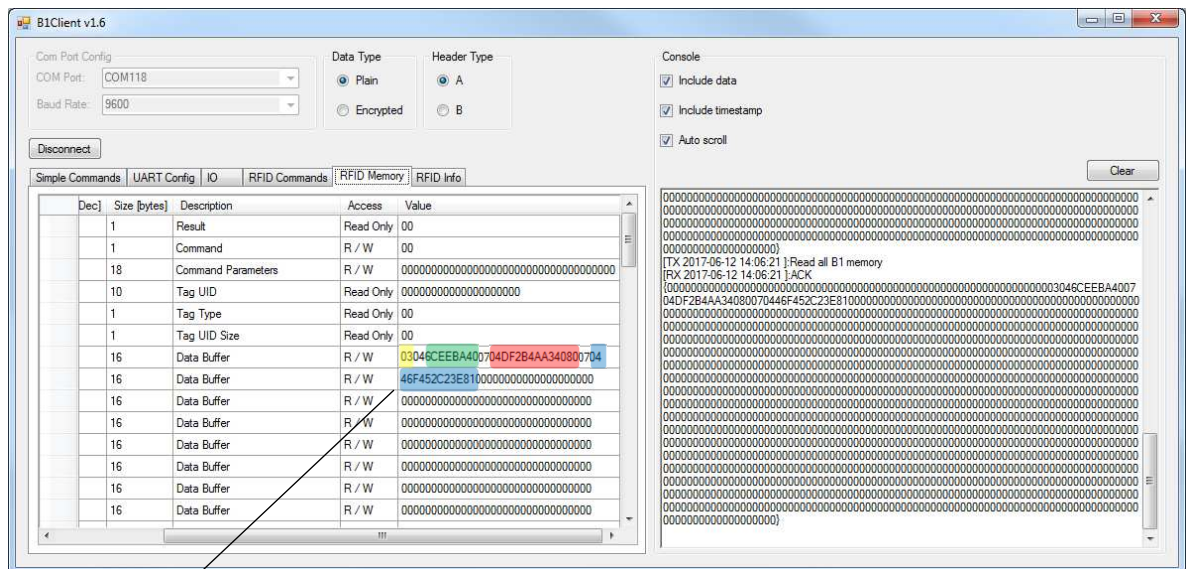 B1Client v1.6
Com Port Config
COM Port: COM118
Baud Rate: 9600
Data Type
Plain
Encrypted
Header Type
A
B
Disconnect
Simple Commands UART Config IO RFID Commands RFID Memory RFID Info
Dec] Size [bytes] Description Access Value
1 Result Read Only 00
1 Command R / W 00
18 Command Parameters R / W 000000000000000000000000000000000000
10 Tag UID Read Only 00000000000000000000
1 Tag Type Read Only 00
1 Tag UID Size Read Only 00
16 Data Buffer R / W 03046CEEBA400704DF2B4AA340800704
16 Data Buffer R / W 46F452C23E8100000000000000000000
16 Data Buffer R / W 00000000000000000000000000000000
16 Data Buffer R / W 00000000000000000000000000000000
16 Data Buffer R / W 00000000000000000000000000000000
16 Data Buffer R / W 00000000000000000000000000000000
16 Data Buffer R / W 00000000000000000000000000000000
16 Data Buffer R / W 00000000000000000000000000000000
Console
Include data
Include timestamp
Auto scroll
Clear
[TX 2017-06-12 14:06:21 ]:Read all B1 memory
[RX 2017-06-12 14:06:21 ]:ACK
{000000000000000000000000000000000000000000000000000000000000000003046CEEBA4007
04DF2B4AA34080070446F452C23E810000000000000000000000000000000000000000000000000